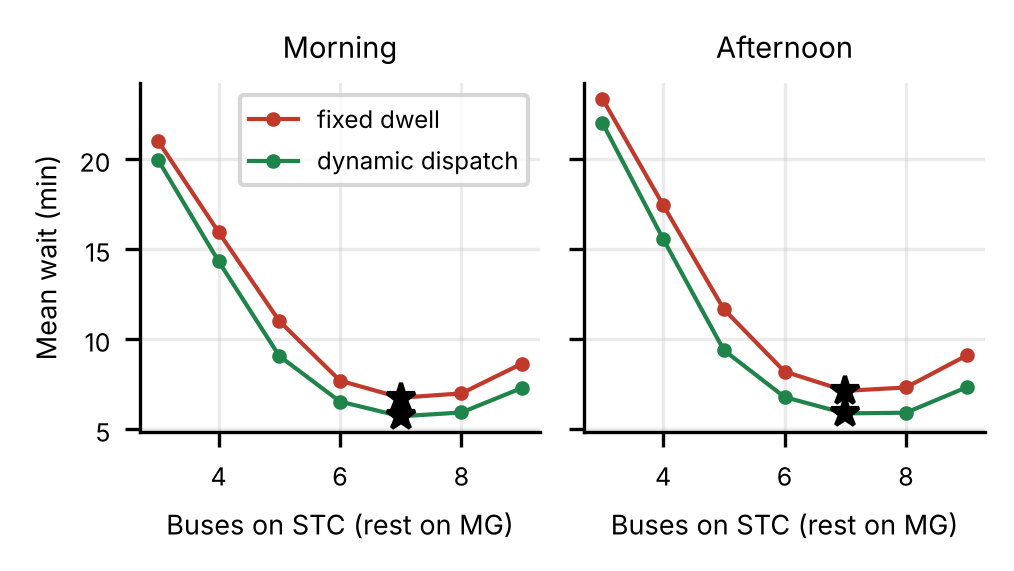 Morning
Afternoon
fixed dwell
dynamic dispatch
Mean wait (min)
20
15
10
5
4
6
8
4
6
8
Buses on STC (rest on MG)
Buses on STC (rest on MG)